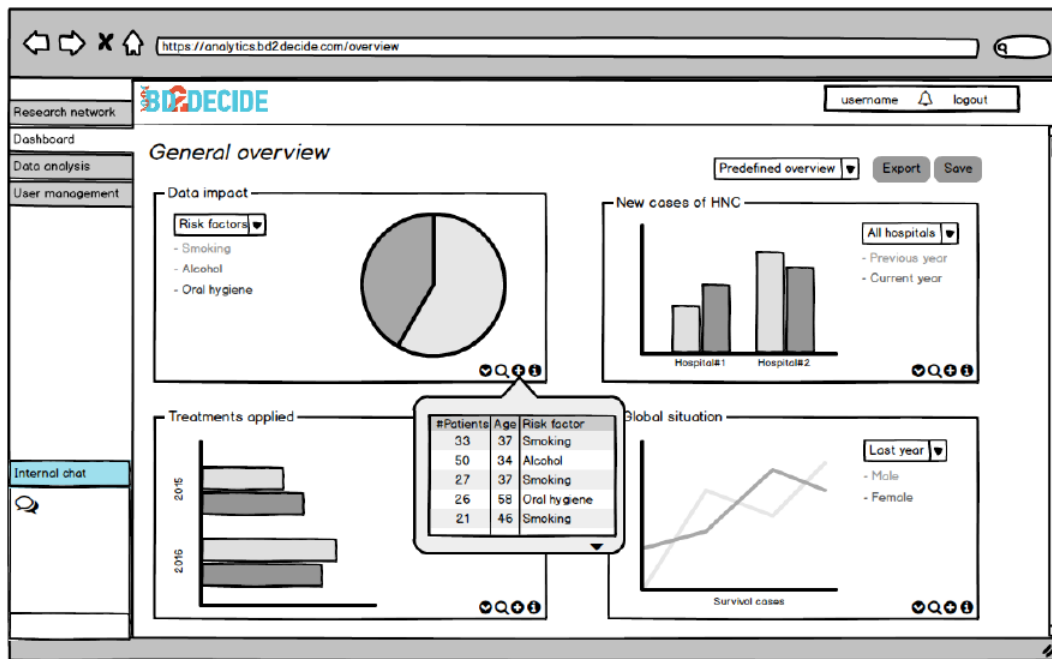 https://analytics.bd2decide.com/overview
BD2DECIDE
username logout
Research network
Dashboard
Data analysis
User management
General overview
Predefined overview
Export
Save
Data impact
Risk factors
- Smoking
- Alcohol
- Oral hygiene
New cases of HNC
All hospitals
- Previous year
- Current year
Hospital#1 Hospital#2
Treatments applied
2015
2016
#Patients Age Risk factor
33 37 Smoking
50 34 Alcohol
27 37 Smoking
26 58 Oral hygiene
21 46 Smoking
Global situation
Last year
- Male
- Female
Survival cases
Internal chat